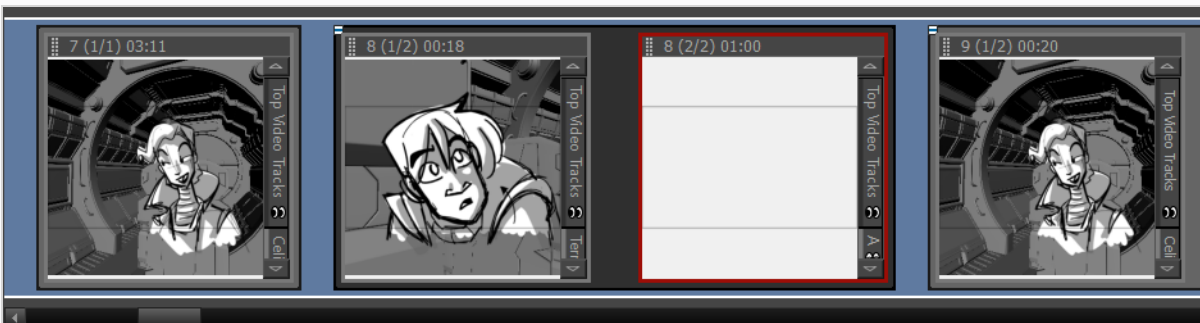 7 (1/1) 03:11
Top Video Tracks
Celi
8 (1/2) 00:18
Top Video Tracks
Terr
8 (2/2) 01:00
Top Video Tracks
A
9 (1/2) 00:20
Top Video Tracks
Celi